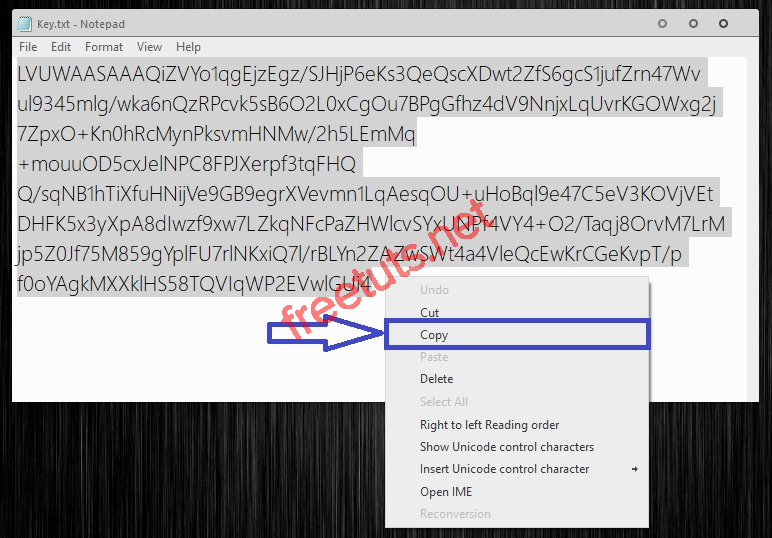 Key.txt - Notepad
File Edit Format View Help
LVUWAASAAAQiZVYo1qgEjzEgz/SJHjP6eKs3QeQscXDwt2ZfS6gcS1jufZrn47Wv
ul9345mlg/wka6nQzRPcvk5sB6O2L0xCgOu7BPgGfhz4dV9NnjxLqUvrKGOWxg2j
7ZpxO+Kn0hRcMynPksvmHNMw/2h5LEmMq
+mouuOD5cxJelNPC8FPJXerpf3tqFHQ
Q/sqNB1hTiXfuHNijVe9GB9egrXVevmn1LqAesqOU+uHoBql9e47C5eV3KOVjVEt
DHFK5x3yXpA8dIwzf9xw7LZkqNFcPaZHWlcvSYxUNPf4VY4+O2/Taqj8OrvM7LrM
jp5Z0Jf75M859gYplFU7rlNKxiQ7l/rBLYn2ZAZwSWt4a4VleQcEwKrCGeKvpT/p
f0oYAgkMXXklHS58TQVIqWP2EVwlGUi4
freetuts.net
Undo
Cut
Copy
Paste
Delete
Select All
Right to left Reading order
Show Unicode control characters
Insert Unicode control character
Open IME
Reconversion